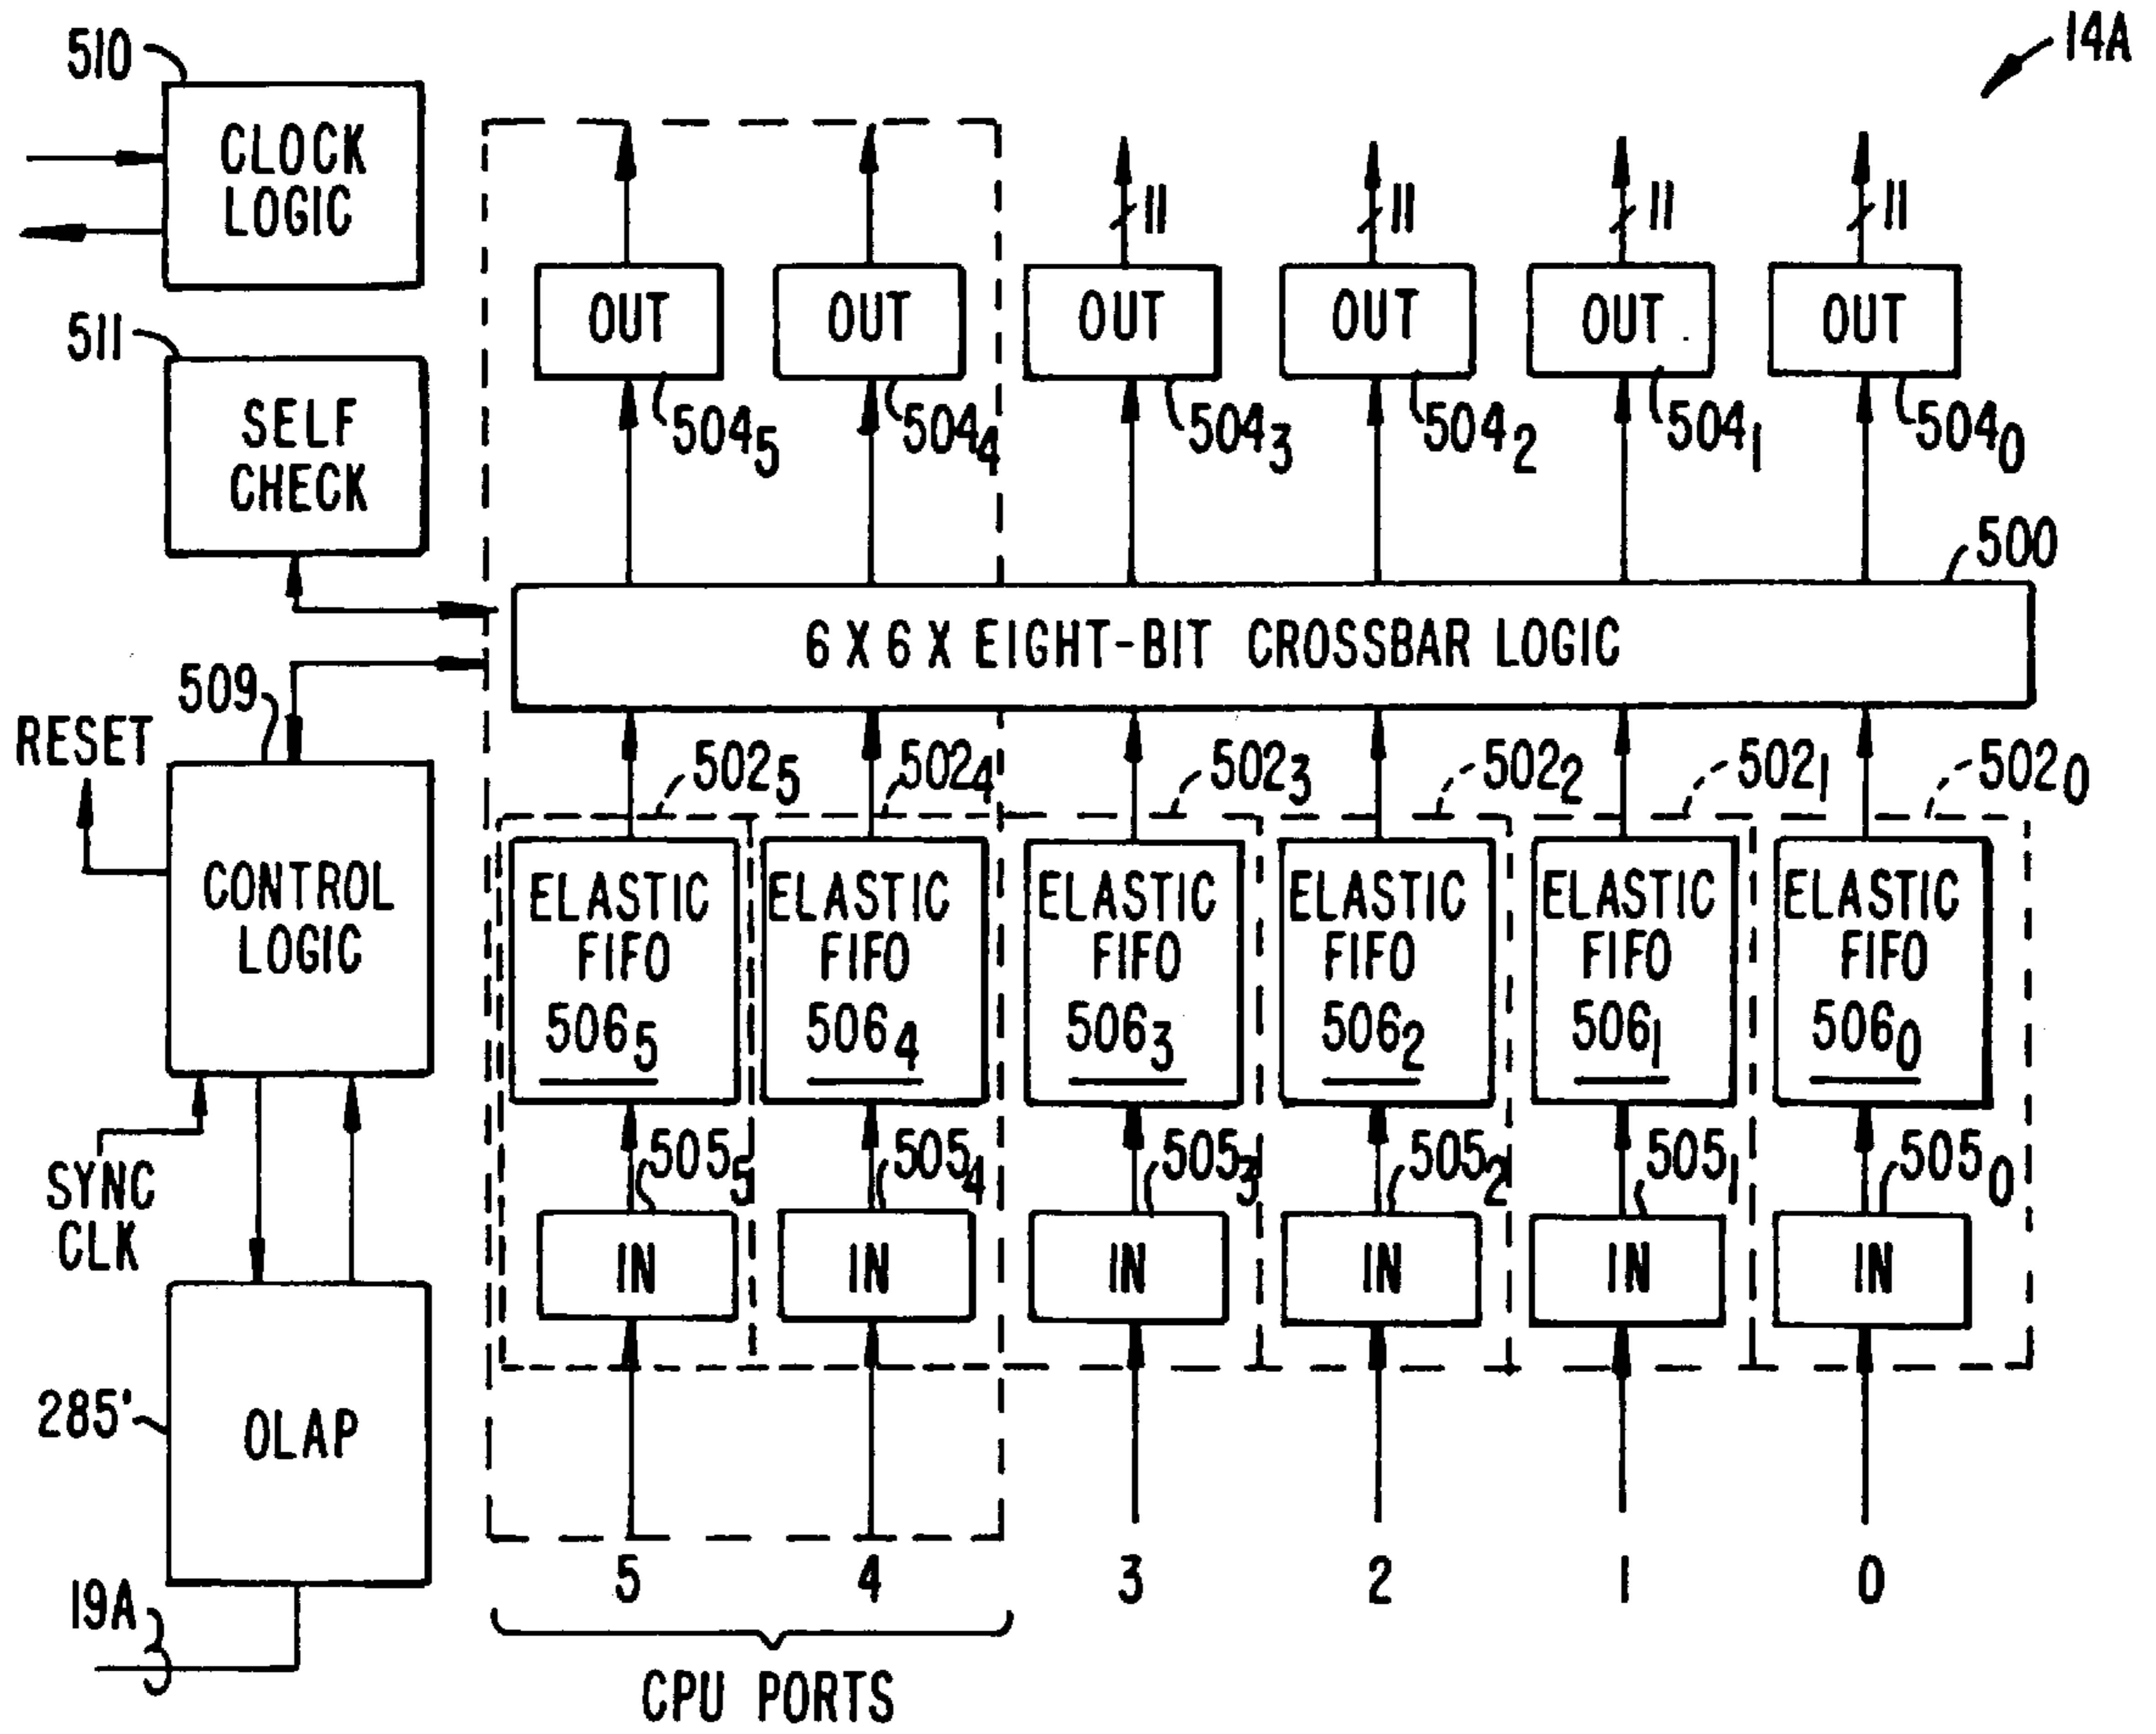 14A
510
CLOCK
LOGIC
511
SELF
CHECK
11
11
11
11
OUT
OUT
OUT
OUT
OUT
OUT
504₅
504₄
504₃
504₂
504₁
504₀
500
6 X 6 X EIGHT-BIT CROSSBAR LOGIC
509
RESET
CONTROL
LOGIC
502₅
502₄
502₃
502₂
502₁
502₀
ELASTIC
FIFO
506₅
ELASTIC
FIFO
506₄
ELASTIC
FIFO
506₃
ELASTIC
FIFO
506₂
ELASTIC
FIFO
506₁
ELASTIC
FIFO
506₀
SYNC
CLK
505₅
505₄
505₃
505₂
505₁
505₀
IN
IN
IN
IN
IN
IN
285'
OLAP
19A
5
4
3
2
1
0
CPU PORTS